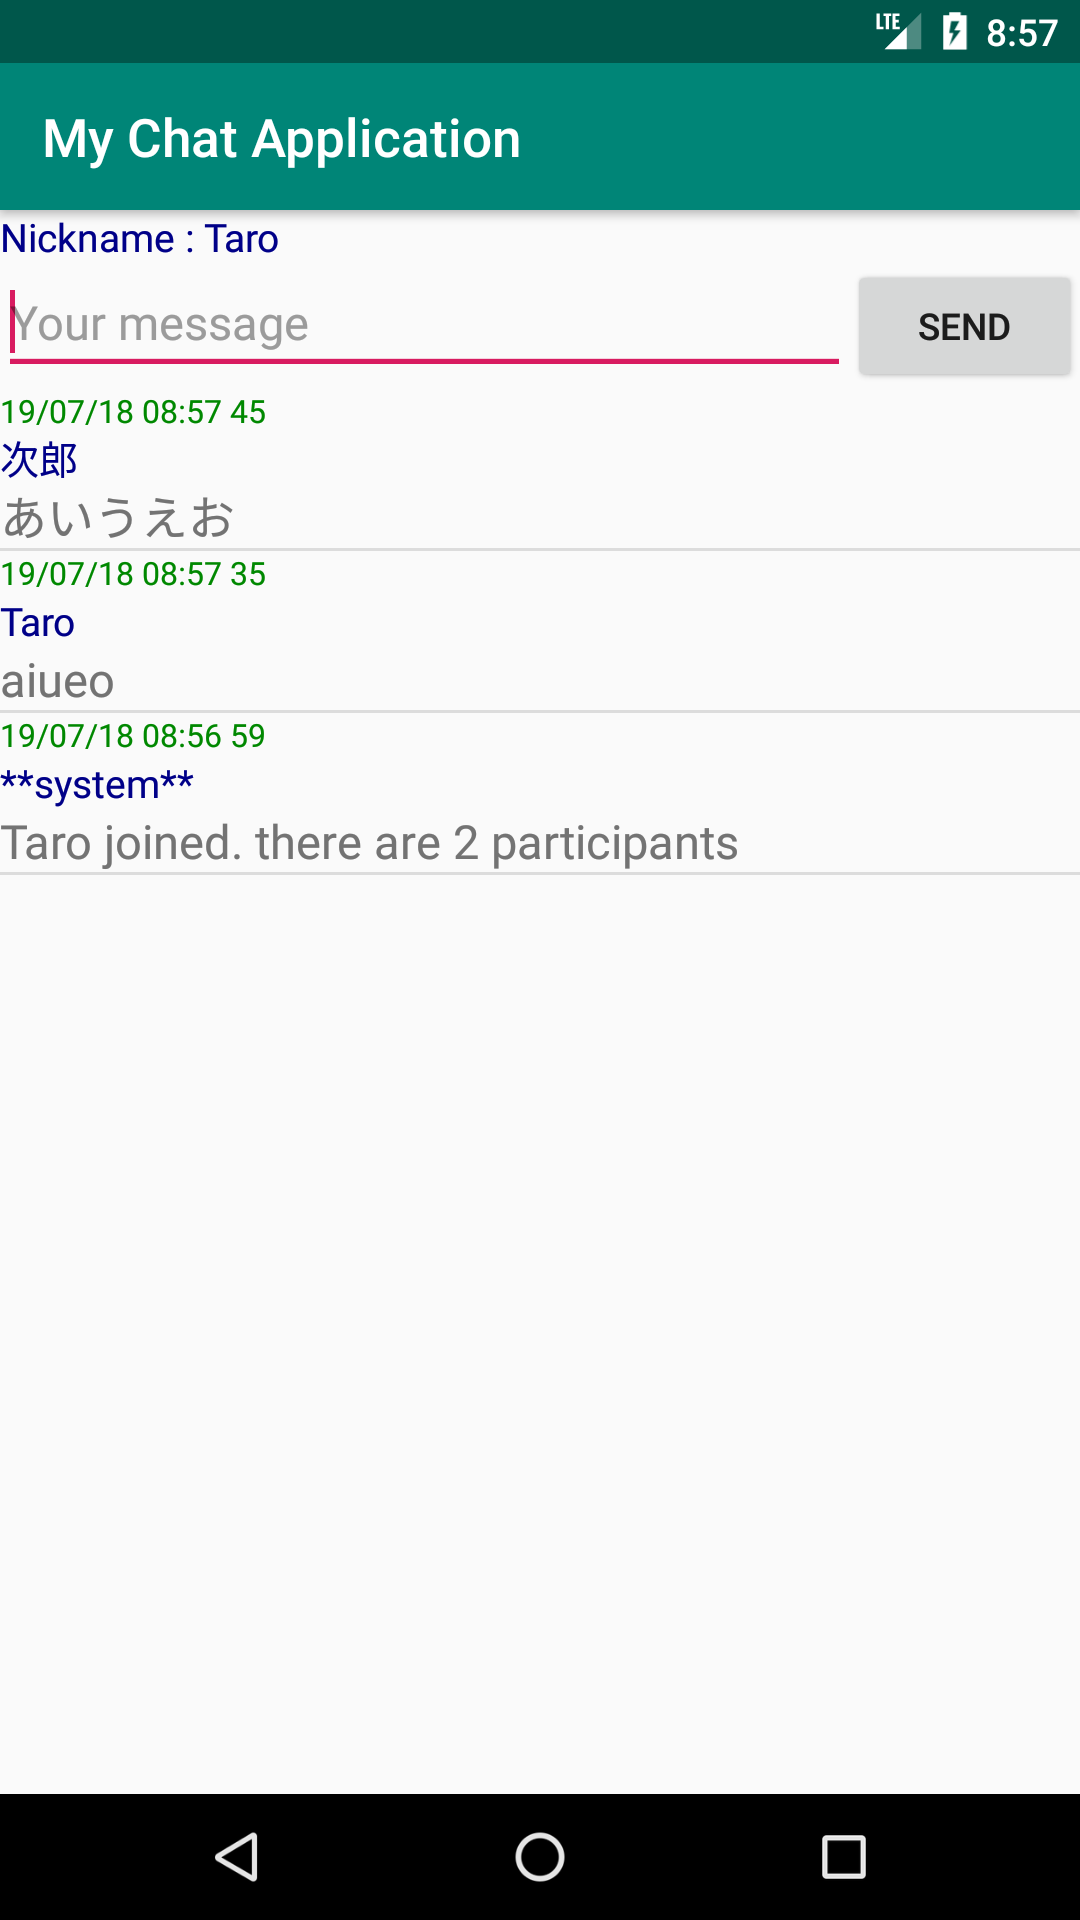 LTE 8:57
My Chat Application
Nickname : Taro
Your message SEND
19/07/18 08:57 45
次郎
あいうえお
19/07/18 08:57 35
Taro
aiueo
19/07/18 08:56 59
**system**
Taro joined. there are 2 participants